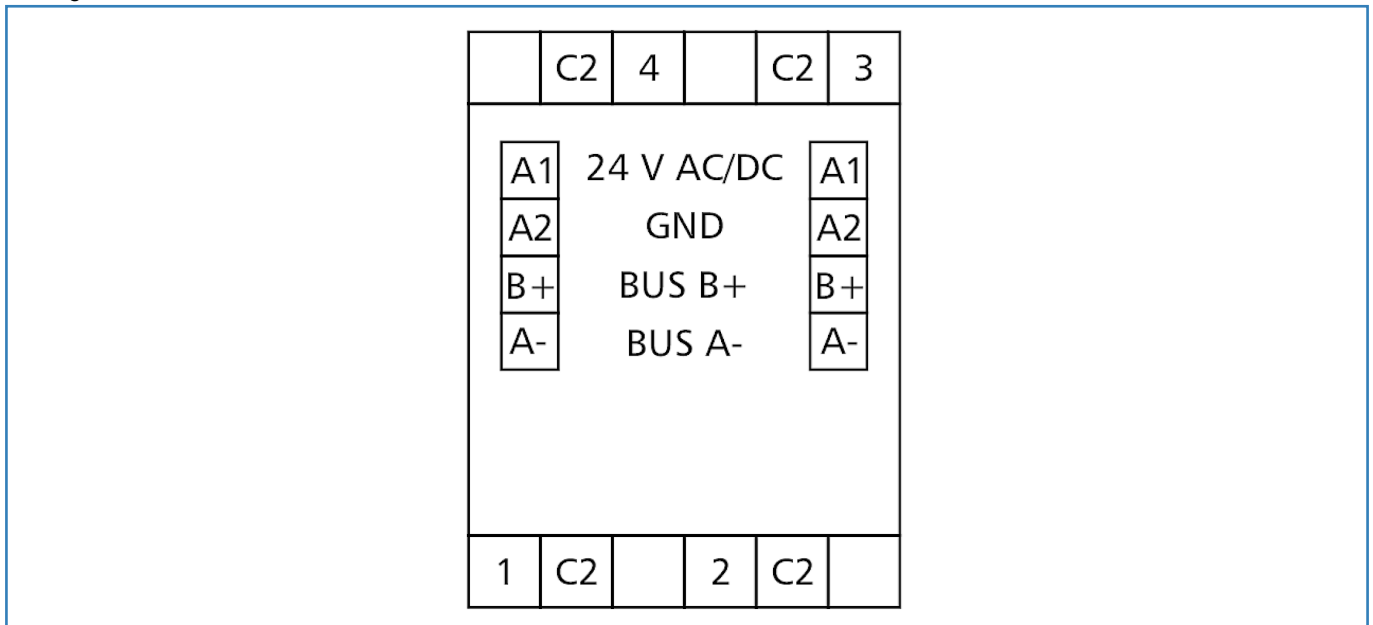 C2 4 C2 3
A1 24 V AC/DC A1
A2 GND A2
B+ BUS B+ B+
A- BUS A- A-
1 C2 2 C2